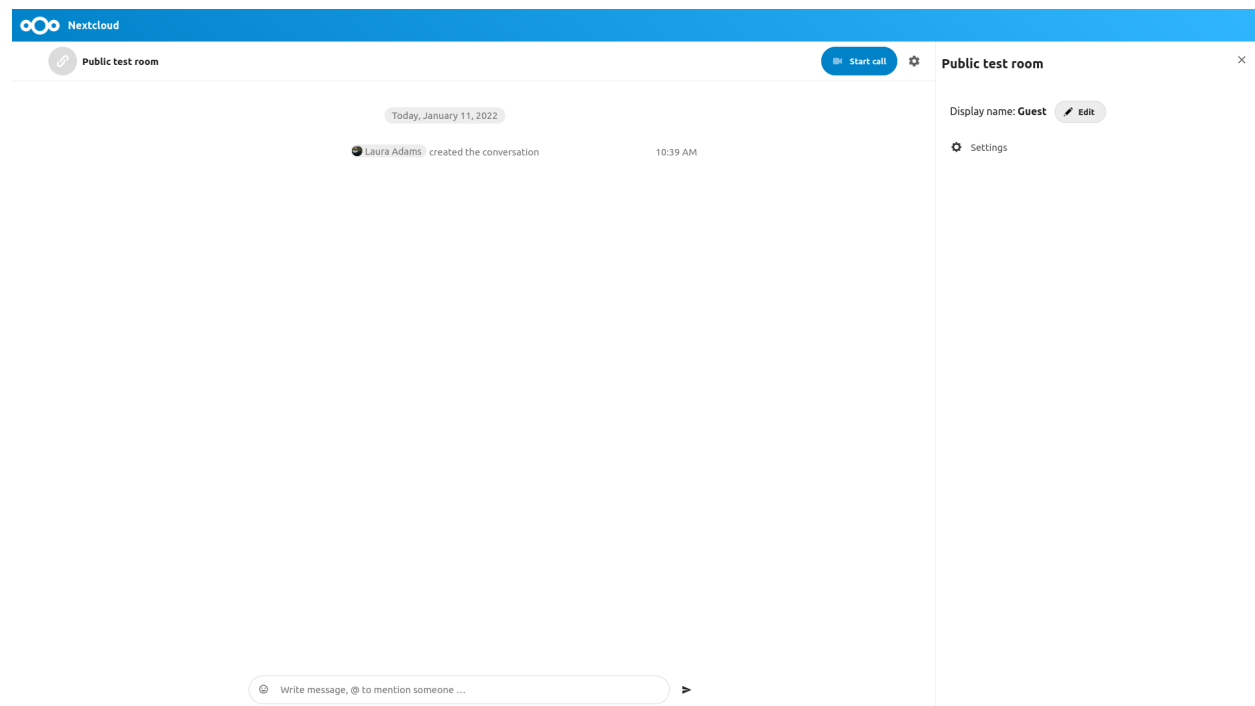 Nextcloud
Public test room
Start call
Today, January 11, 2022
Laura Adams created the conversation 10:39 AM
Write message, @ to mention someone ...
Public test room
Display name: Guest Edit
Settings